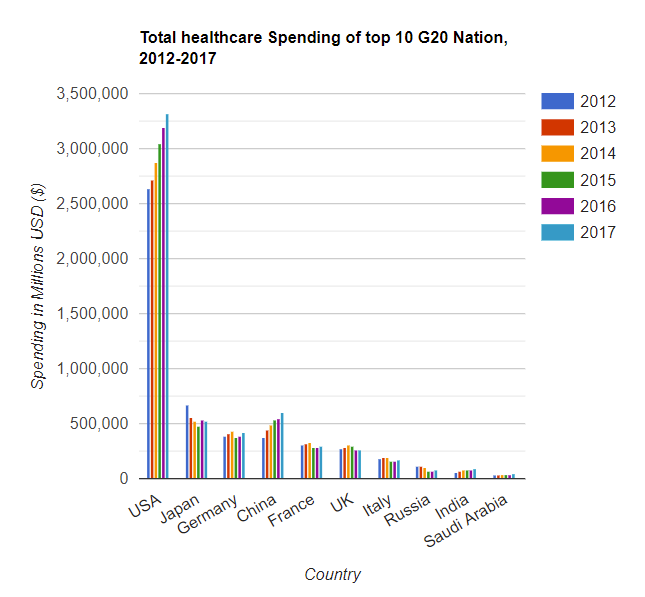 Total healthcare Spending of top 10 G20 Nation,
2012-2017
Spending in Millions USD ($)
3,500,000
3,000,000
2,500,000
2,000,000
1,500,000
1,000,000
500,000
0
2012
2013
2014
2015
2016
2017
USA
Japan
Germany
China
France
UK
Italy
Russia
India
Saudi Arabia
Country